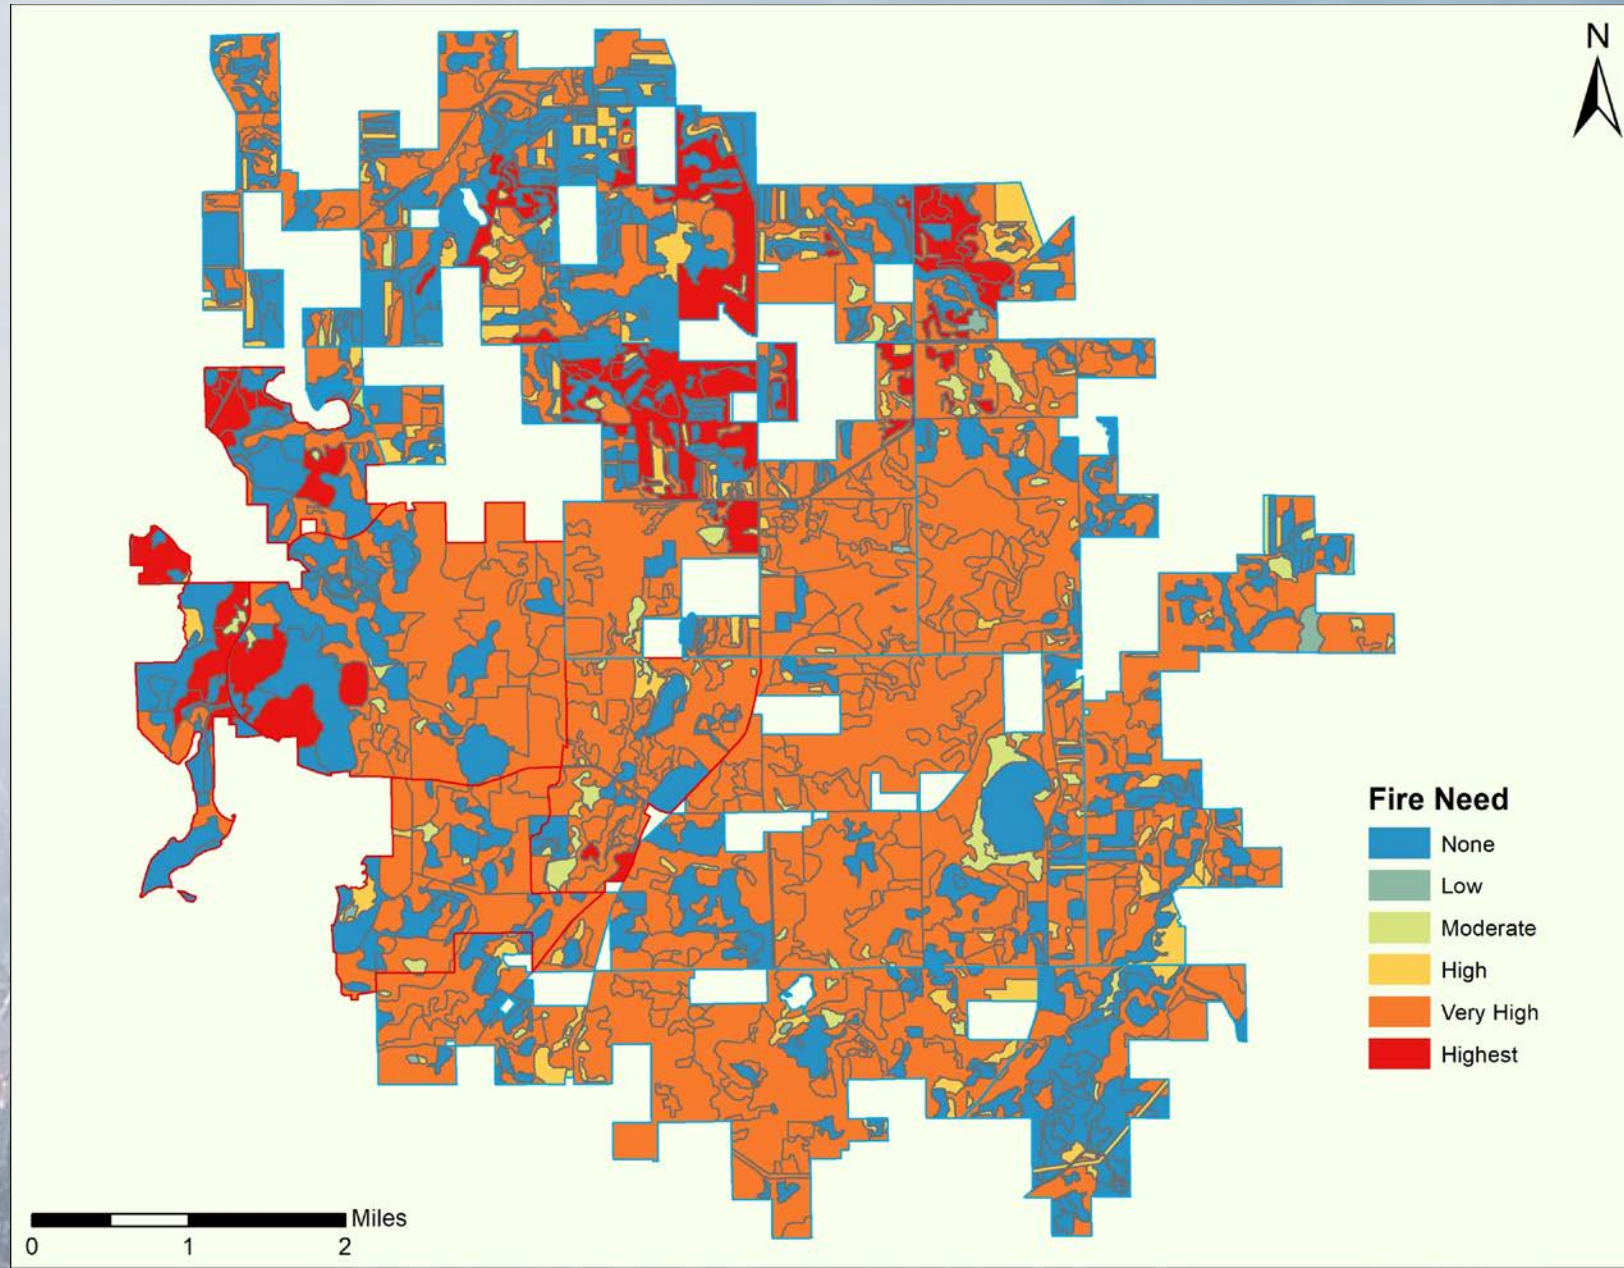 N
Fire Need
None
Low
Moderate
High
Very High
Highest
Miles
0 1 2